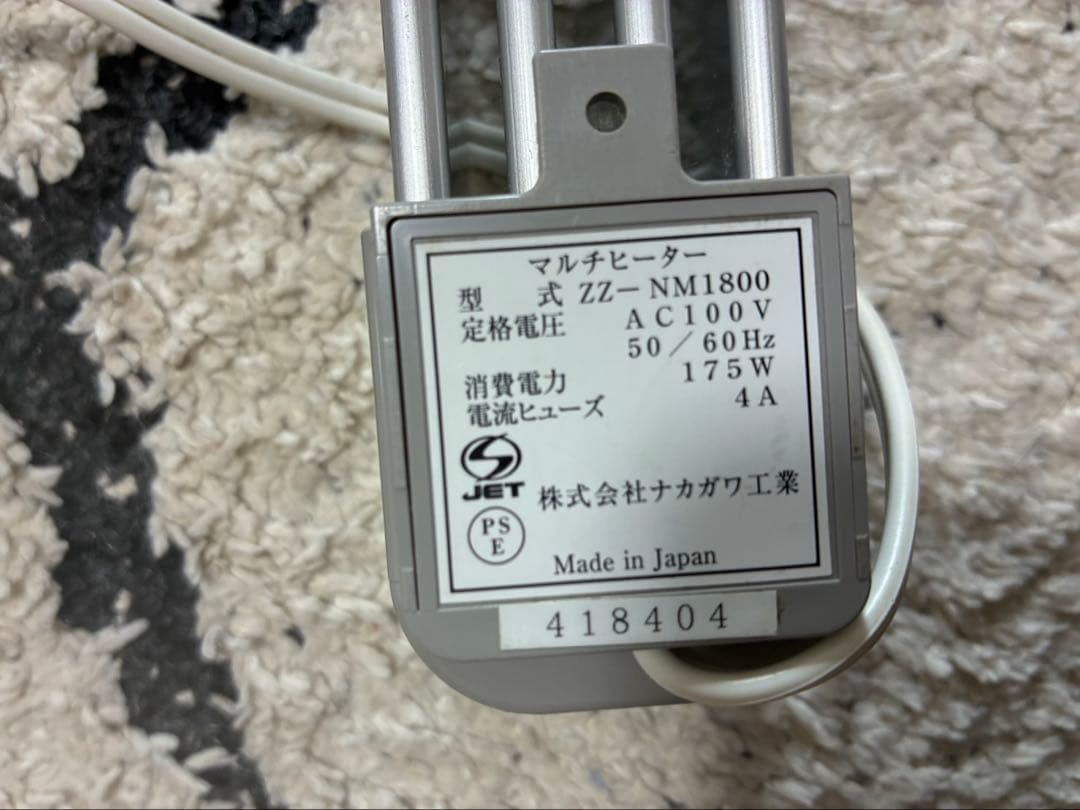 マルチヒーター
型　　式 ZZ－NM1800
定格電圧 AC100V
50／60Hz
消費電力 175W
電流ヒューズ 4A
JET
株式会社ナカガワ工業
PS
E
Made in Japan
418404